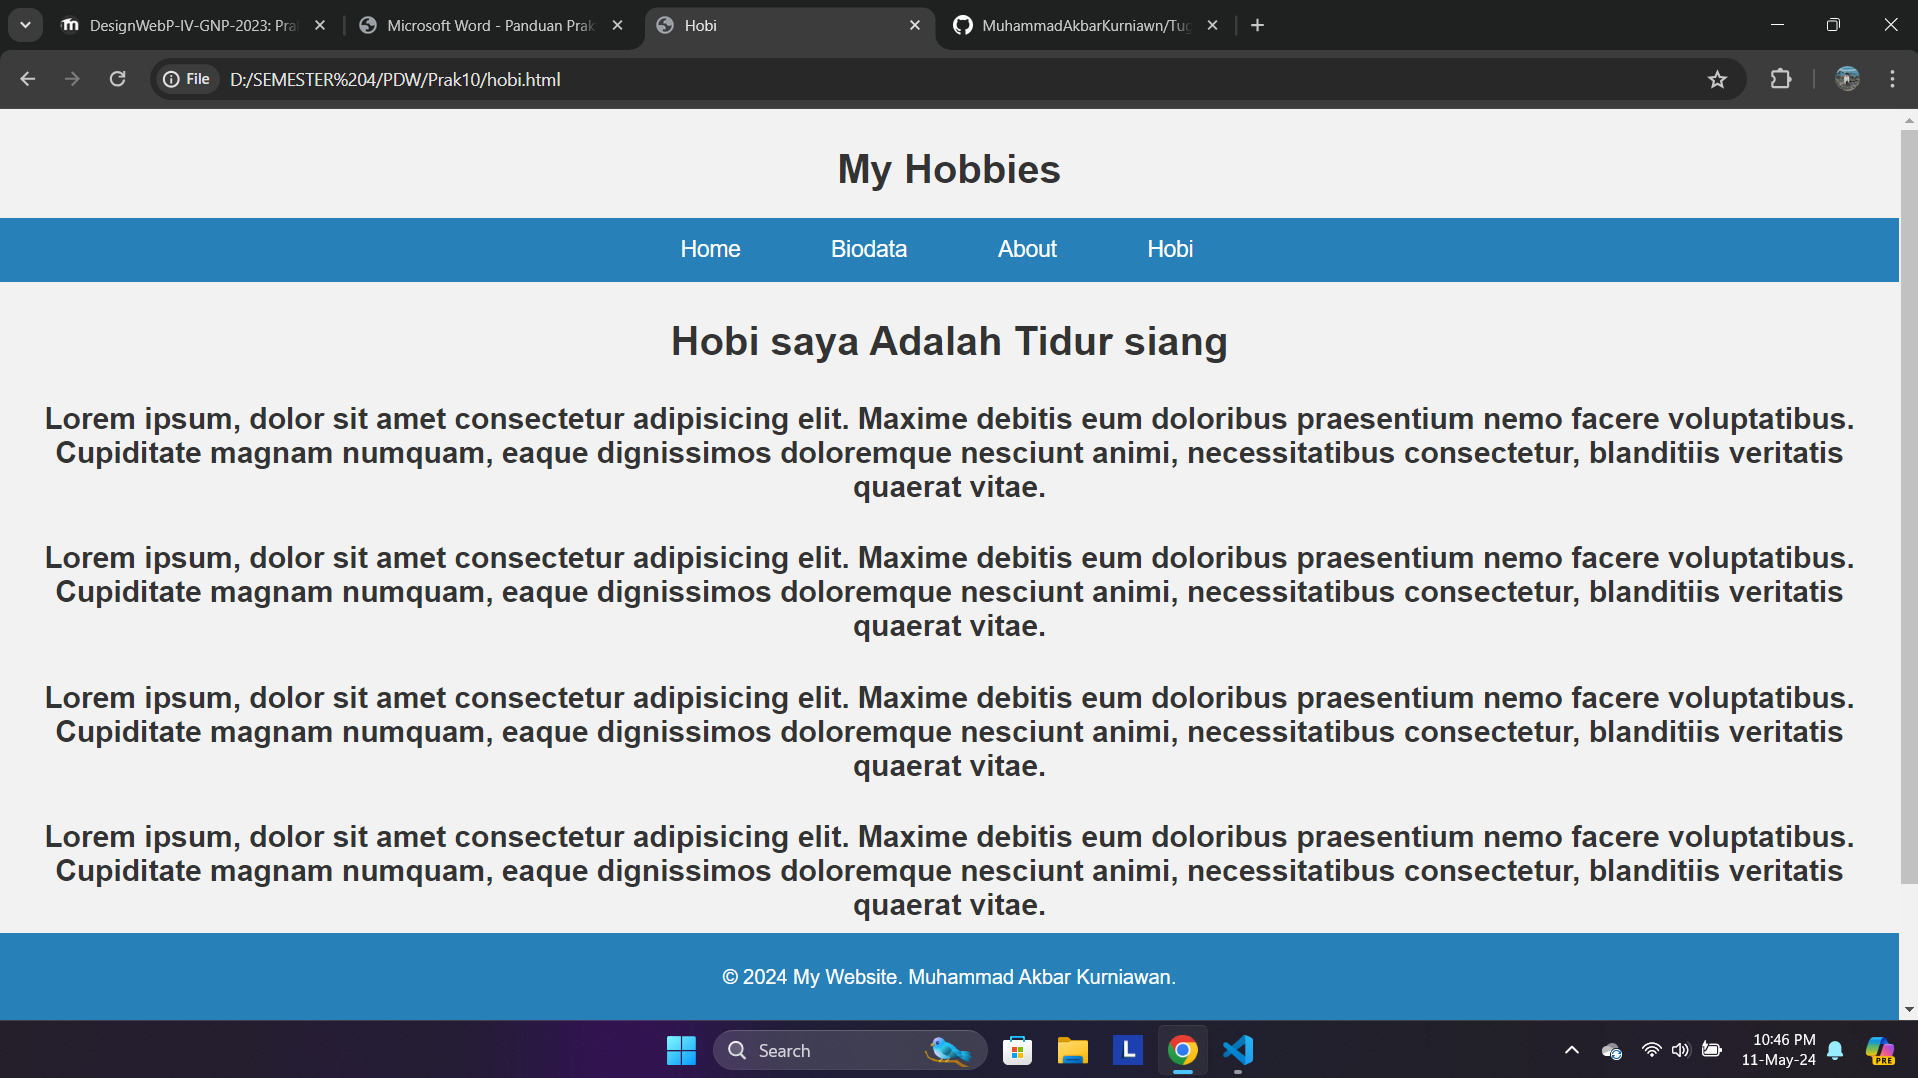 DesignWebP-IV-GNP-2023: Pra
Microsoft Word - Panduan Prak
Hobi
MuhammadAkbarKurniawn/Tug
File
D:/SEMESTER%204/PDW/Prak10/hobi.html
My Hobbies
Home
Biodata
About
Hobi
Hobi saya Adalah Tidur siang
Lorem ipsum, dolor sit amet consectetur adipisicing elit. Maxime debitis eum doloribus praesentium nemo facere voluptatibus.
Cupiditate magnam numquam, eaque dignissimos doloremque nesciunt animi, necessitatibus consectetur, blanditiis veritatis
quaerat vitae.
Lorem ipsum, dolor sit amet consectetur adipisicing elit. Maxime debitis eum doloribus praesentium nemo facere voluptatibus.
Cupiditate magnam numquam, eaque dignissimos doloremque nesciunt animi, necessitatibus consectetur, blanditiis veritatis
quaerat vitae.
Lorem ipsum, dolor sit amet consectetur adipisicing elit. Maxime debitis eum doloribus praesentium nemo facere voluptatibus.
Cupiditate magnam numquam, eaque dignissimos doloremque nesciunt animi, necessitatibus consectetur, blanditiis veritatis
quaerat vitae.
Lorem ipsum, dolor sit amet consectetur adipisicing elit. Maxime debitis eum doloribus praesentium nemo facere voluptatibus.
Cupiditate magnam numquam, eaque dignissimos doloremque nesciunt animi, necessitatibus consectetur, blanditiis veritatis
quaerat vitae.
© 2024 My Website. Muhammad Akbar Kurniawan.
Search
L
10:46 PM
11-May-24
PRE